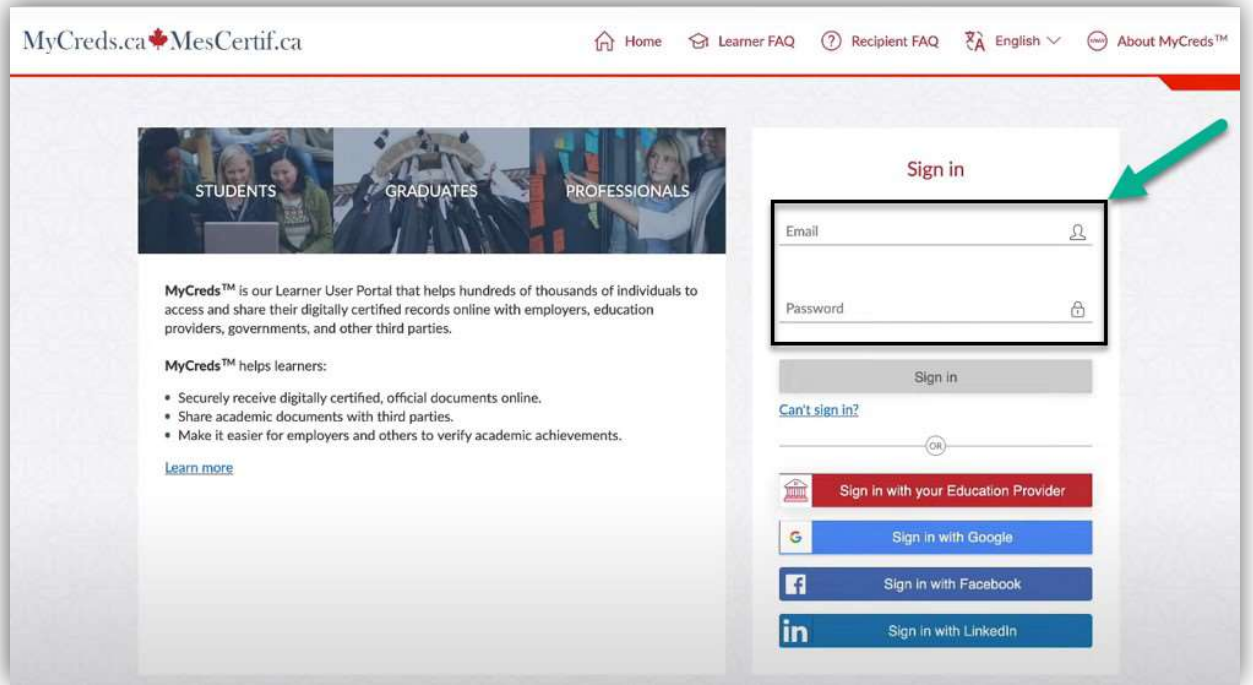 MyCreds.ca MesCertif.ca
Home
Learner FAQ
Recipient FAQ
English
About MyCreds™
STUDENTS
GRADUATES
PROFESSIONALS
MyCreds™ is our Learner User Portal that helps hundreds of thousands of individuals to
access and share their digitally certified records online with employers, education
providers, governments, and other third parties.
MyCreds™ helps learners:
• Securely receive digitally certified, official documents online.
• Share academic documents with third parties.
• Make it easier for employers and others to verify academic achievements.
Learn more
Sign in
Email
Password
Sign in
Can't sign in?
OR
Sign in with your Education Provider
G Sign in with Google
f Sign in with Facebook
in Sign in with LinkedIn